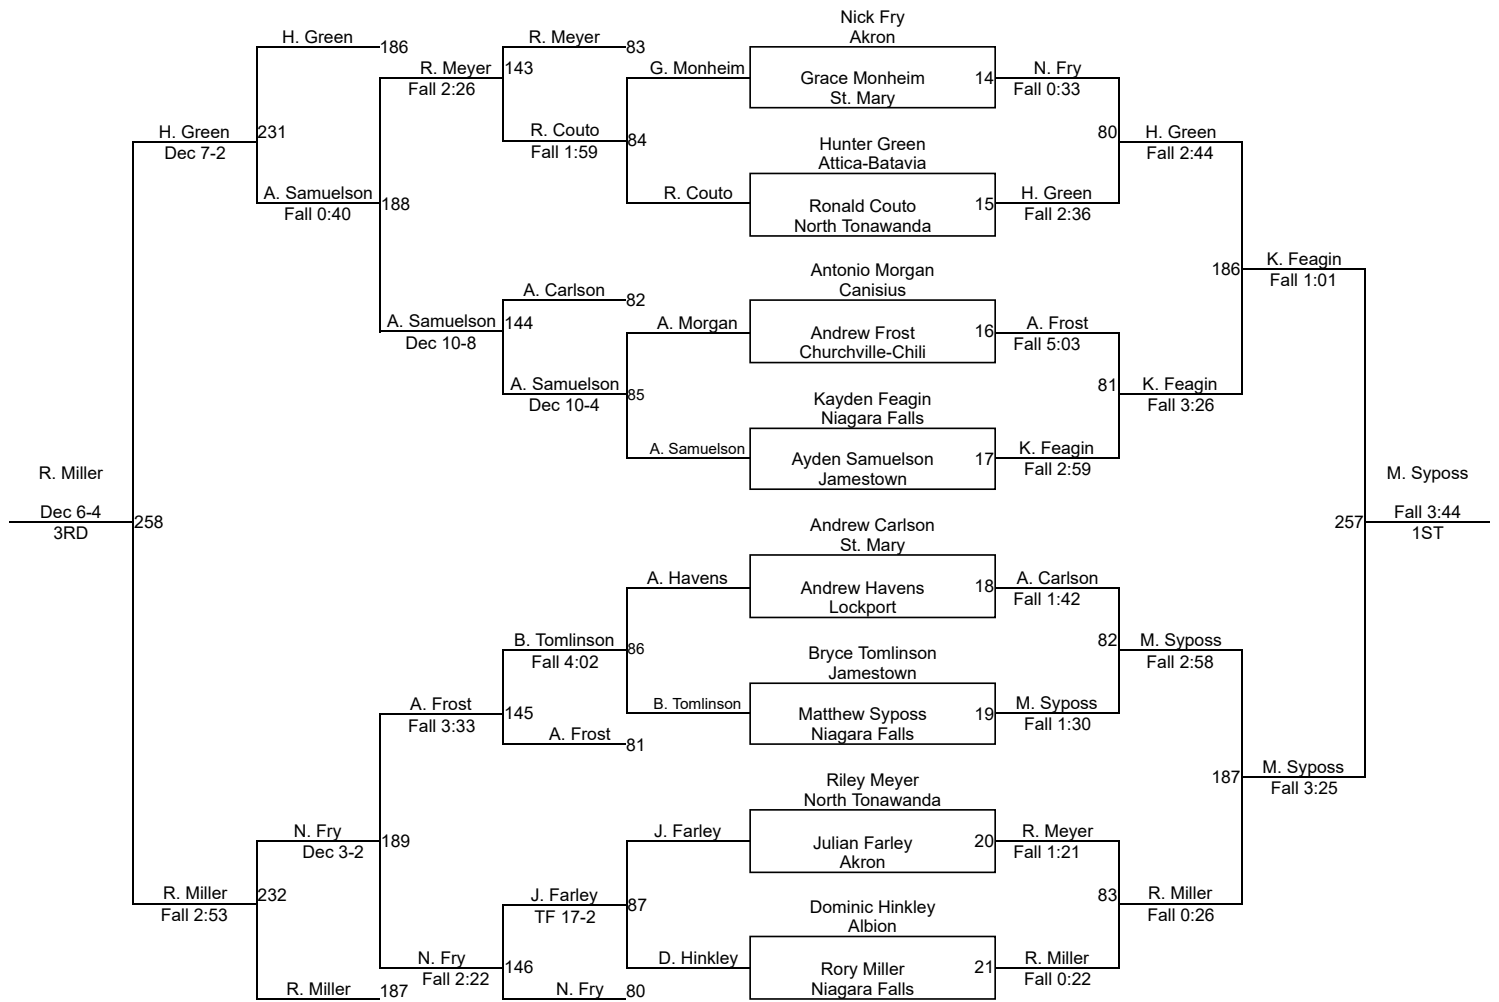 Nick Fry
Akron
H. Green 186
R. Meyer 83
R. Meyer 143
Fall 2:26
G. Monheim
Grace Monheim 14
St. Mary
N. Fry
Fall 0:33
H. Green 231
Dec 7-2
R. Couto 84
Fall 1:59
Hunter Green
Attica-Batavia
80
H. Green
Fall 2:44
A. Samuelson 188
Fall 0:40
R. Couto
Ronald Couto 15
North Tonawanda
H. Green
Fall 2:36
Antonio Morgan
Canisius
186
K. Feagin
Fall 1:01
A. Carlson 82
A. Samuelson 144
Dec 10-8
A. Morgan
Andrew Frost 16
Churchville-Chili
A. Frost
Fall 5:03
A. Samuelson 85
Dec 10-4
Kayden Feagin
Niagara Falls
81
K. Feagin
Fall 3:26
A. Samuelson
Ayden Samuelson 17
Jamestown
K. Feagin
Fall 2:59
R. Miller
M. Syposs
Dec 6-4
3RD
258
Andrew Carlson
St. Mary
257
Fall 3:44
1ST
A. Havens
Andrew Havens 18
Lockport
A. Carlson
Fall 1:42
B. Tomlinson 86
Fall 4:02
Bryce Tomlinson
Jamestown
82
M. Syposs
Fall 2:58
A. Frost 145
Fall 3:33
B. Tomlinson
Matthew Syposs 19
Niagara Falls
M. Syposs
Fall 1:30
A. Frost 81
Riley Meyer
North Tonawanda
187
M. Syposs
Fall 3:25
N. Fry 189
Dec 3-2
J. Farley
Julian Farley 20
Akron
R. Meyer
Fall 1:21
R. Miller 232
Fall 2:53
J. Farley 87
TF 17-2
Dominic Hinkley
Albion
83
R. Miller
Fall 0:26
N. Fry 146
Fall 2:22
D. Hinkley
Rory Miller 21
Niagara Falls
R. Miller
Fall 0:22
R. Miller 187
N. Fry 80